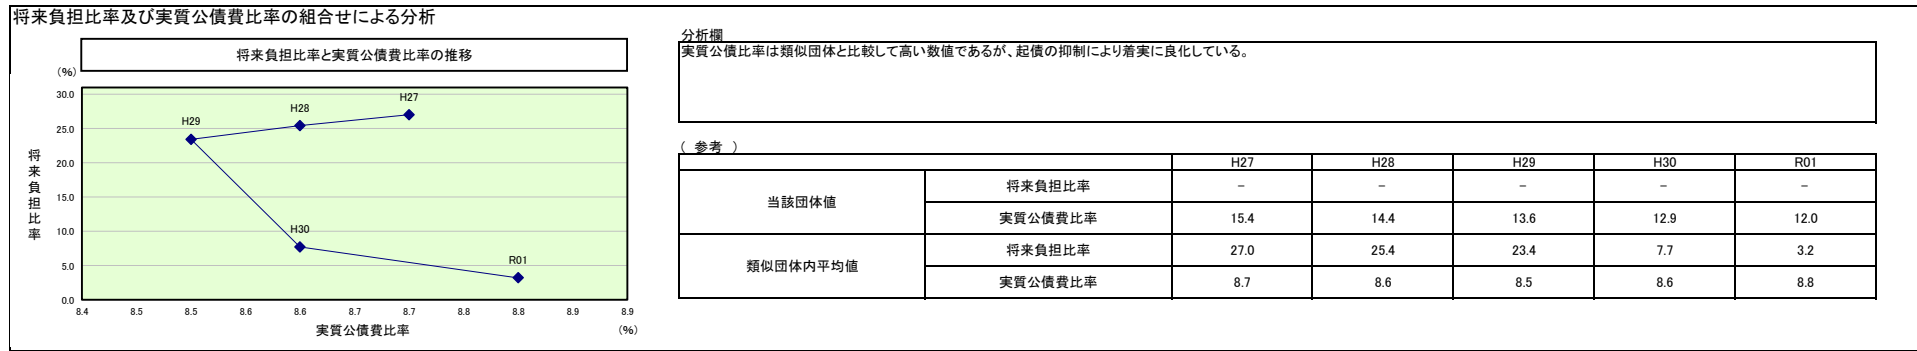 将来負担比率及び実質公債費比率の組合せによる分析
将来負担比率と実質公債費比率の推移
(%)
30.0
25.0
20.0
15.0
10.0
5.0
0.0
将来負担比率
H27
H28
H29
H30
R01
8.4 8.5 8.5 8.6 8.6 8.7 8.7 8.8 8.8 8.9 8.9
実質公債費比率
(%)
分析欄
実質公債比率は類似団体と比較して高い数値であるが、起債の抑制により着実に良化している。
( 参考 )
H27 H28 H29 H30 R01
当該団体値
将来負担比率 － － － － －
実質公債費比率 15.4 14.4 13.6 12.9 12.0
類似団体内平均値
将来負担比率 27.0 25.4 23.4 7.7 3.2
実質公債費比率 8.7 8.6 8.5 8.6 8.8